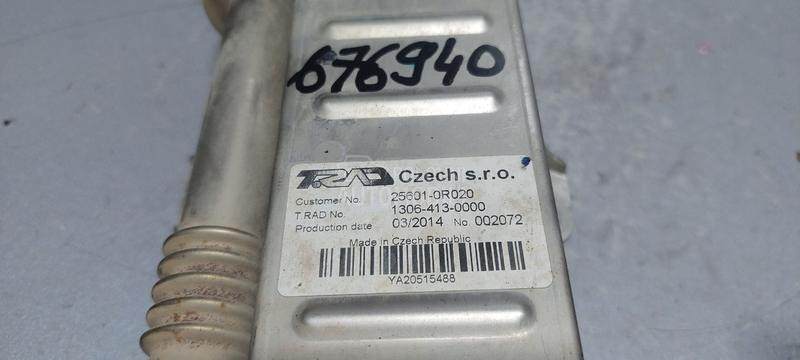 676940
T.RAD Czech s.r.o.
Customer No. 25601-0R020
T.RAD No. 1306-413-0000
Production date 03/2014 No. 002072
Made in Czech Republic
YA20515488